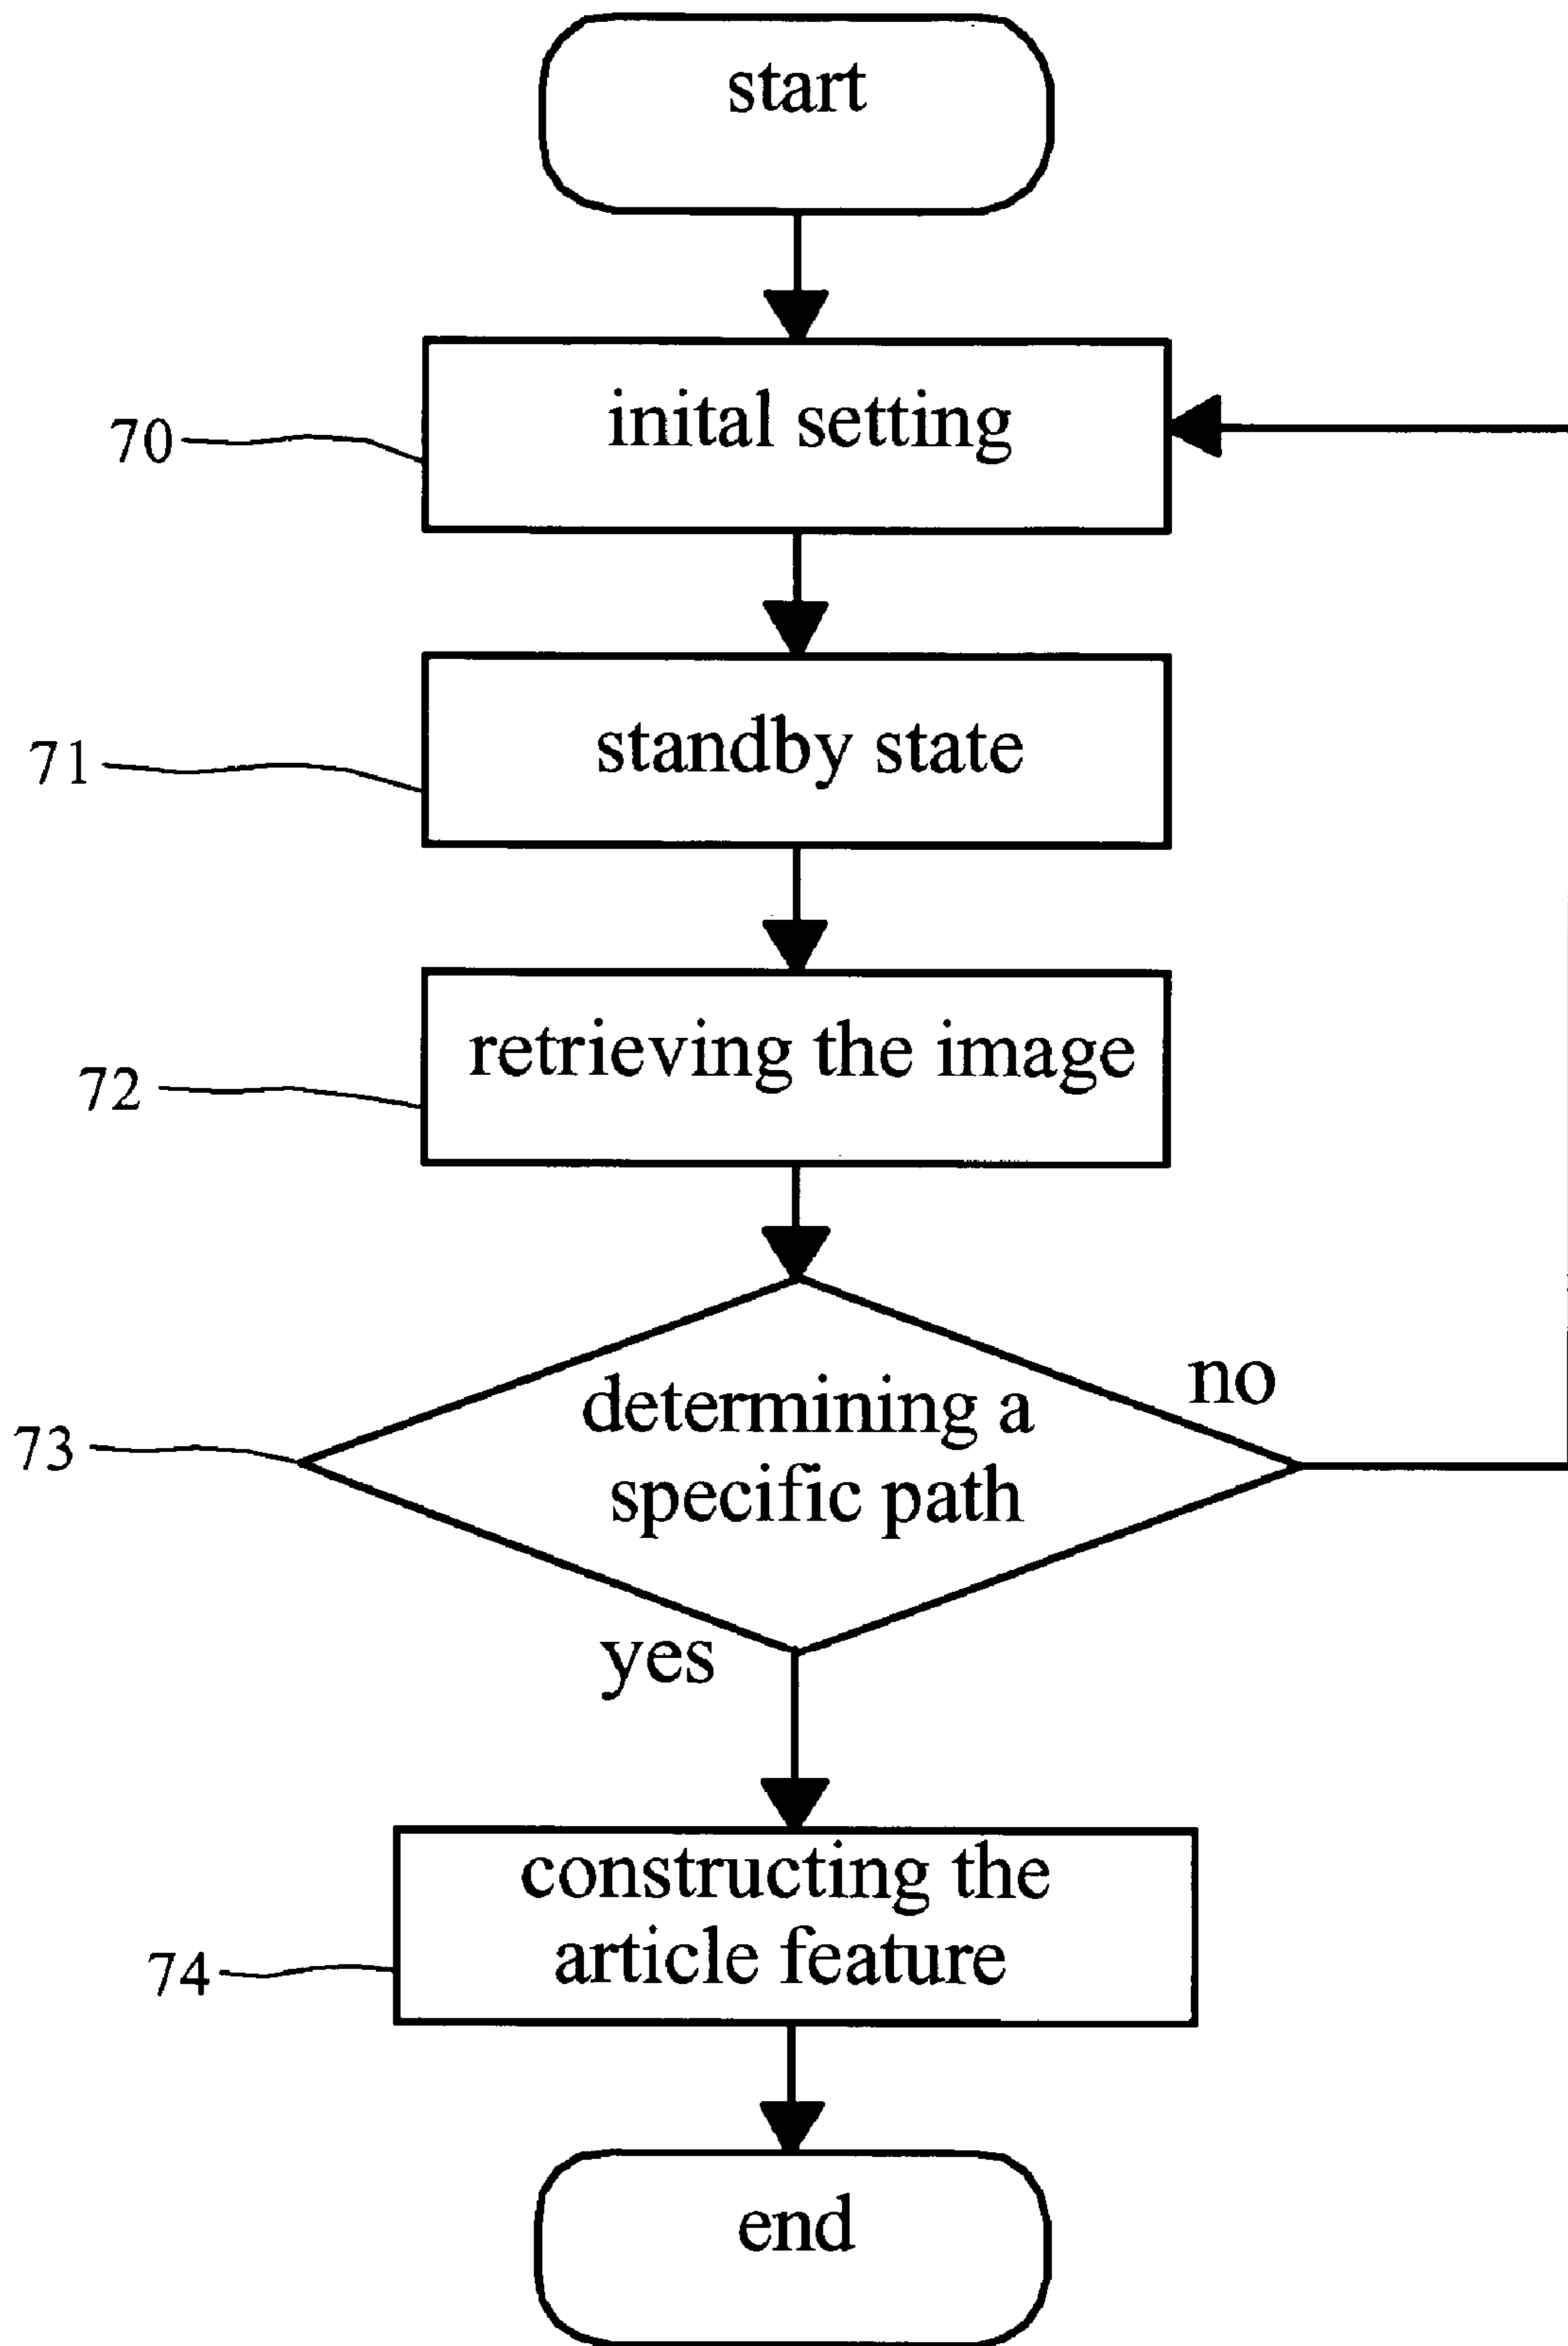 start
70
inital setting
71
standby state
72
retrieving the image
73
determining a
specific path
no
yes
74
constructing the
article feature
end